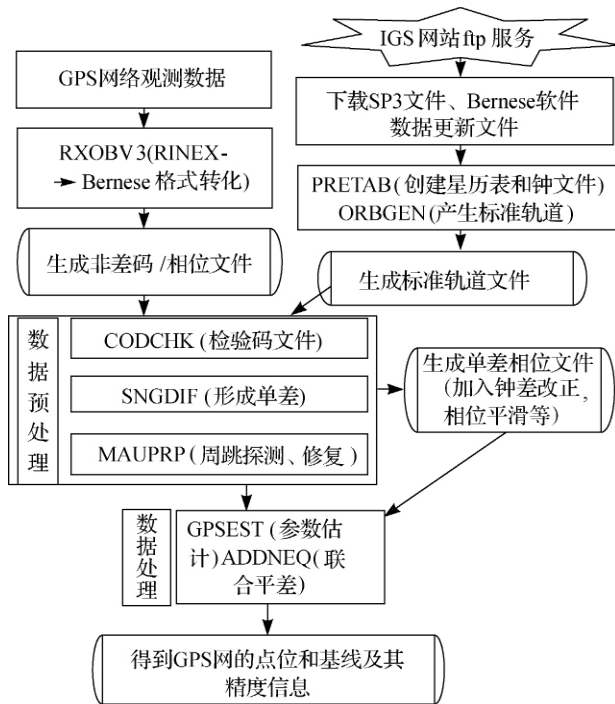 IGS 网站ftp 服务
GPS网络观测数据
下载SP3文件、Bernese软件
数据更新文件
RXOBV3(RINEX-
→ Bernese 格式转化)
PRETAB(创建星历表和钟文件)
ORBGEN(产生标准轨道)
生成非差码/相位文件
生成标准轨道文件
数据预处理
CODCHK(检验码文件)
SNGDIF(形成单差)
MAUPRP(周跳探测、修复)
生成单差相位文件
(加入钟差改正,
相位平滑等)
数据处理
GPSEST(参数估
计)ADDNEQ(联
合平差)
得到GPS网的点位和基线及其
精度信息